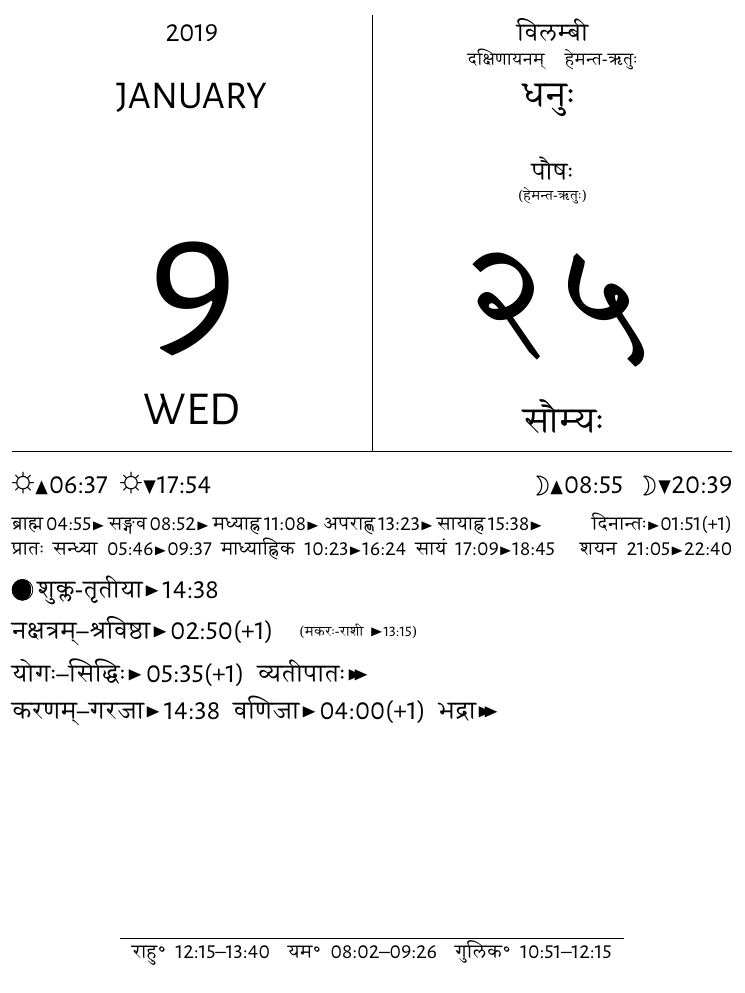 2019
JANUARY
9
WED
विलम्बी
दक्षिणायनम् हेमन्त-ऋतुः
धनुः
पौषः
(हेमन्त-ऋतुः)
२५
सौम्यः
☼▲06:37 ☼▼17:54 ☽▲08:55 ☽▼20:39
ब्राह्म 04:55► सङ्गव 08:52► मध्याह्न 11:08► अपराह्ण 13:23► सायाह्न 15:38► दिनान्तः►01:51(+1)
प्रातः सन्ध्या 05:46►09:37 माध्याह्निक 10:23►16:24 सायं 17:09►18:45 शयन 21:05►22:40
शुक्ल-तृतीया►14:38
नक्षत्रम्–श्रविष्ठा►02:50(+1) (मकरः-राशी ►13:15)
योगः–सिद्धिः►05:35(+1) व्यतीपातः►►
करणम्–गरजा►14:38 वणिजा►04:00(+1) भद्रा►►
राहु॰ 12:15–13:40 यम॰ 08:02–09:26 गुलिक॰ 10:51–12:15